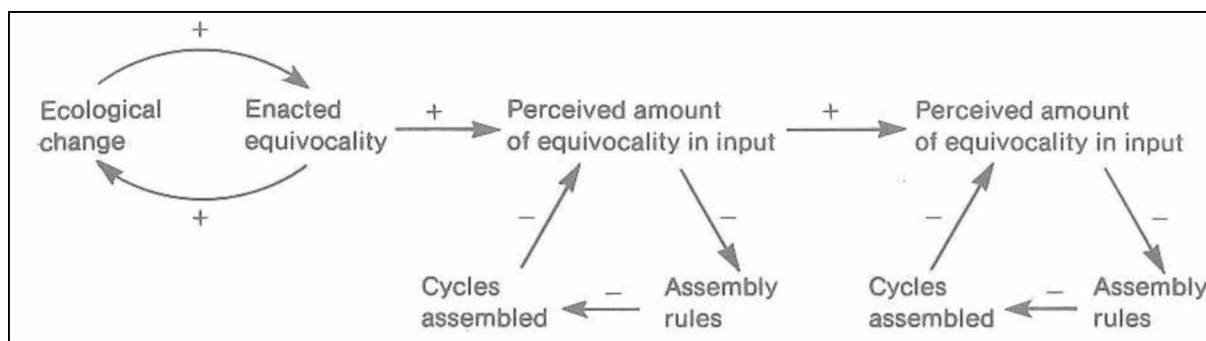 +
Ecological
change
Enacted
equivocality
+
+
Perceived amount
of equivocality in input
+
Perceived amount
of equivocality in input
−
−
Cycles
assembled
−
Assembly
rules
−
−
Cycles
assembled
−
Assembly
rules